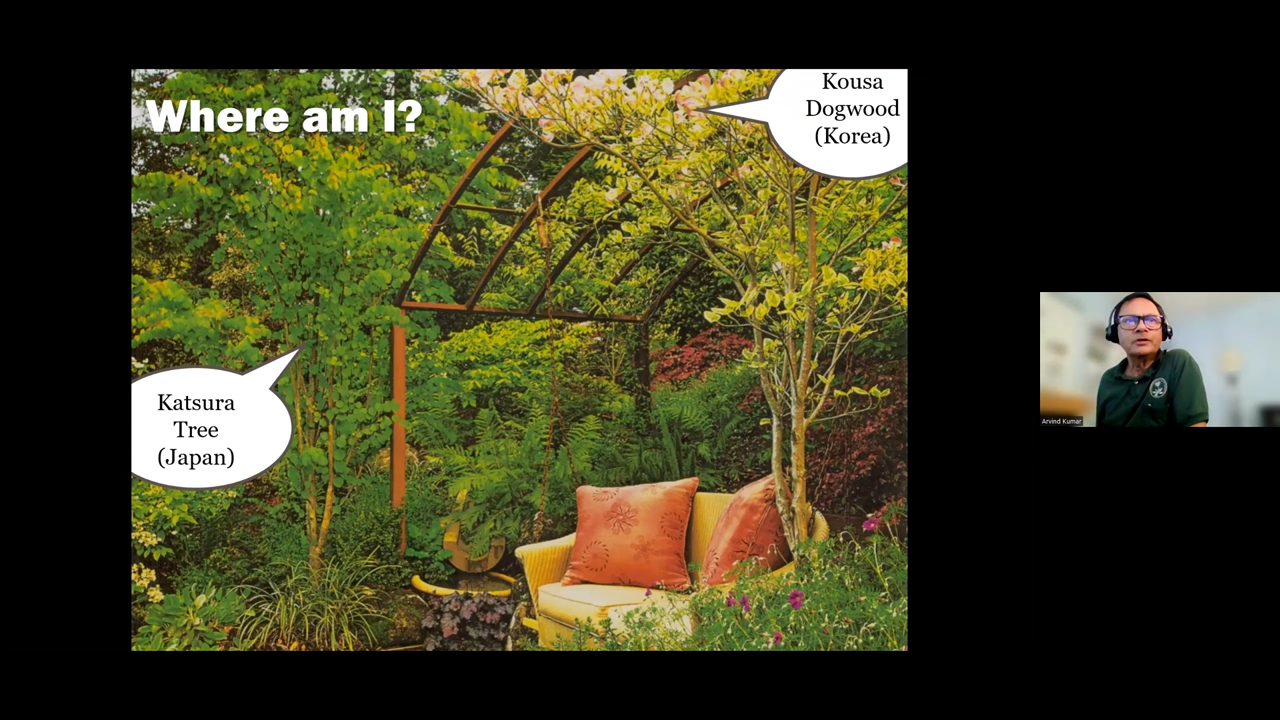 Where am I?
Kousa
Dogwood
(Korea)
Katsura
Tree
(Japan)
Arvind Kumar